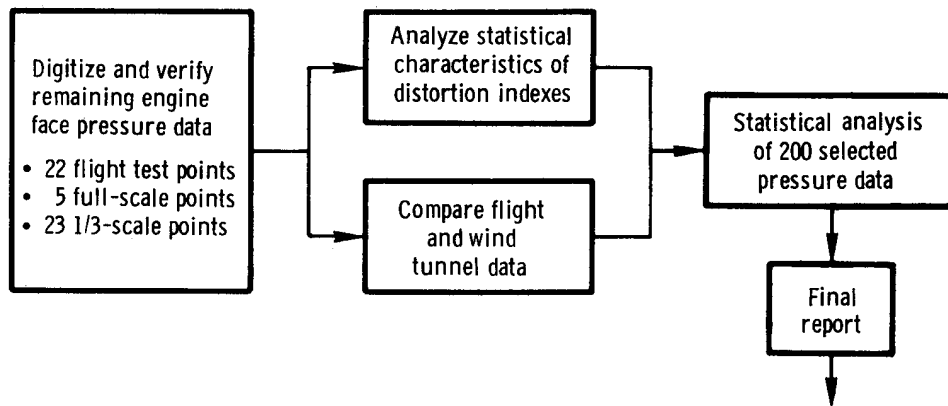 Digitize and verify
remaining engine
face pressure data
• 22 flight test points
• 5 full-scale points
• 23 1/3-scale points
Analyze statistical
characteristics of
distortion indexes
Compare flight
and wind
tunnel data
Statistical analysis
of 200 selected
pressure data
Final
report